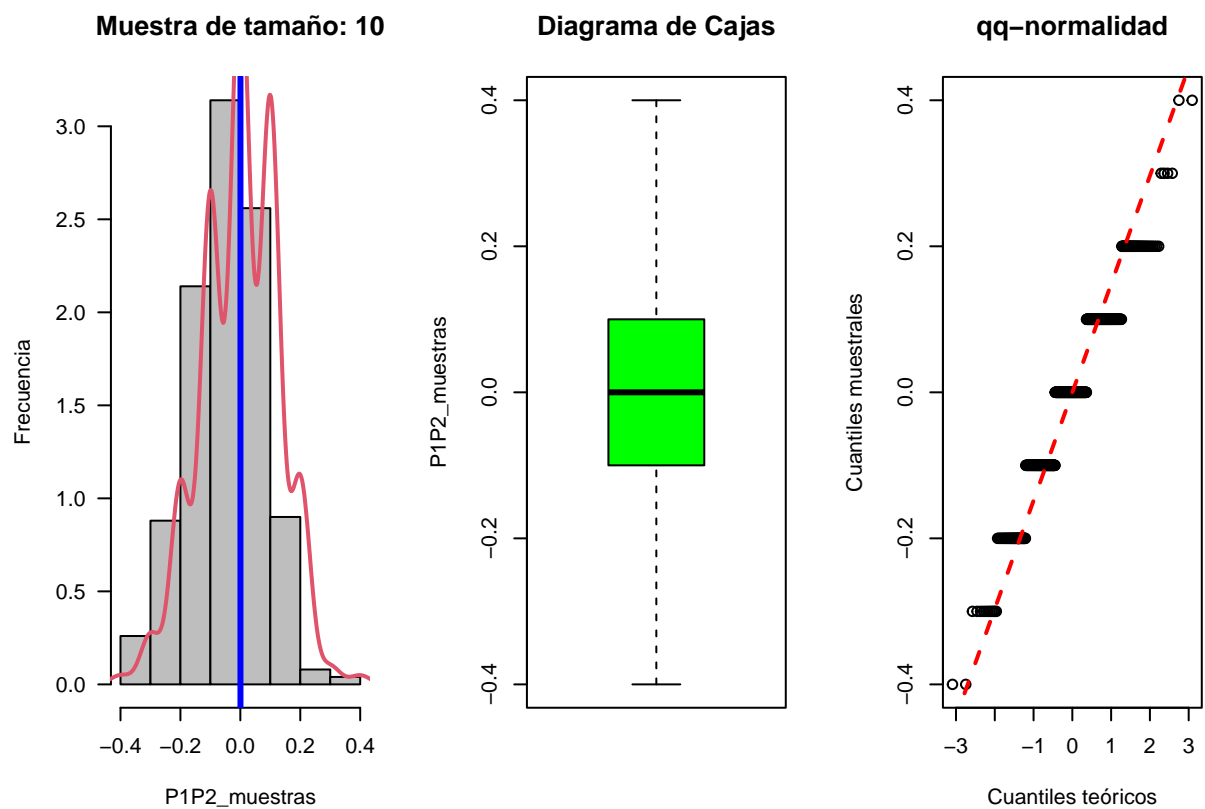 Muestra de tamaño: 10
Frecuencia
3.0
2.5
2.0
1.5
1.0
0.5
0.0
−0.4 −0.2 0.0 0.2 0.4
P1P2_muestras
Diagrama de Cajas
P1P2_muestras
0.4
0.2
0.0
−0.2
−0.4
qq−normalidad
Cuantiles muestrales
0.4
0.2
0.0
−0.2
−0.4
−3 −1 0 1 2 3
Cuantiles teóricos